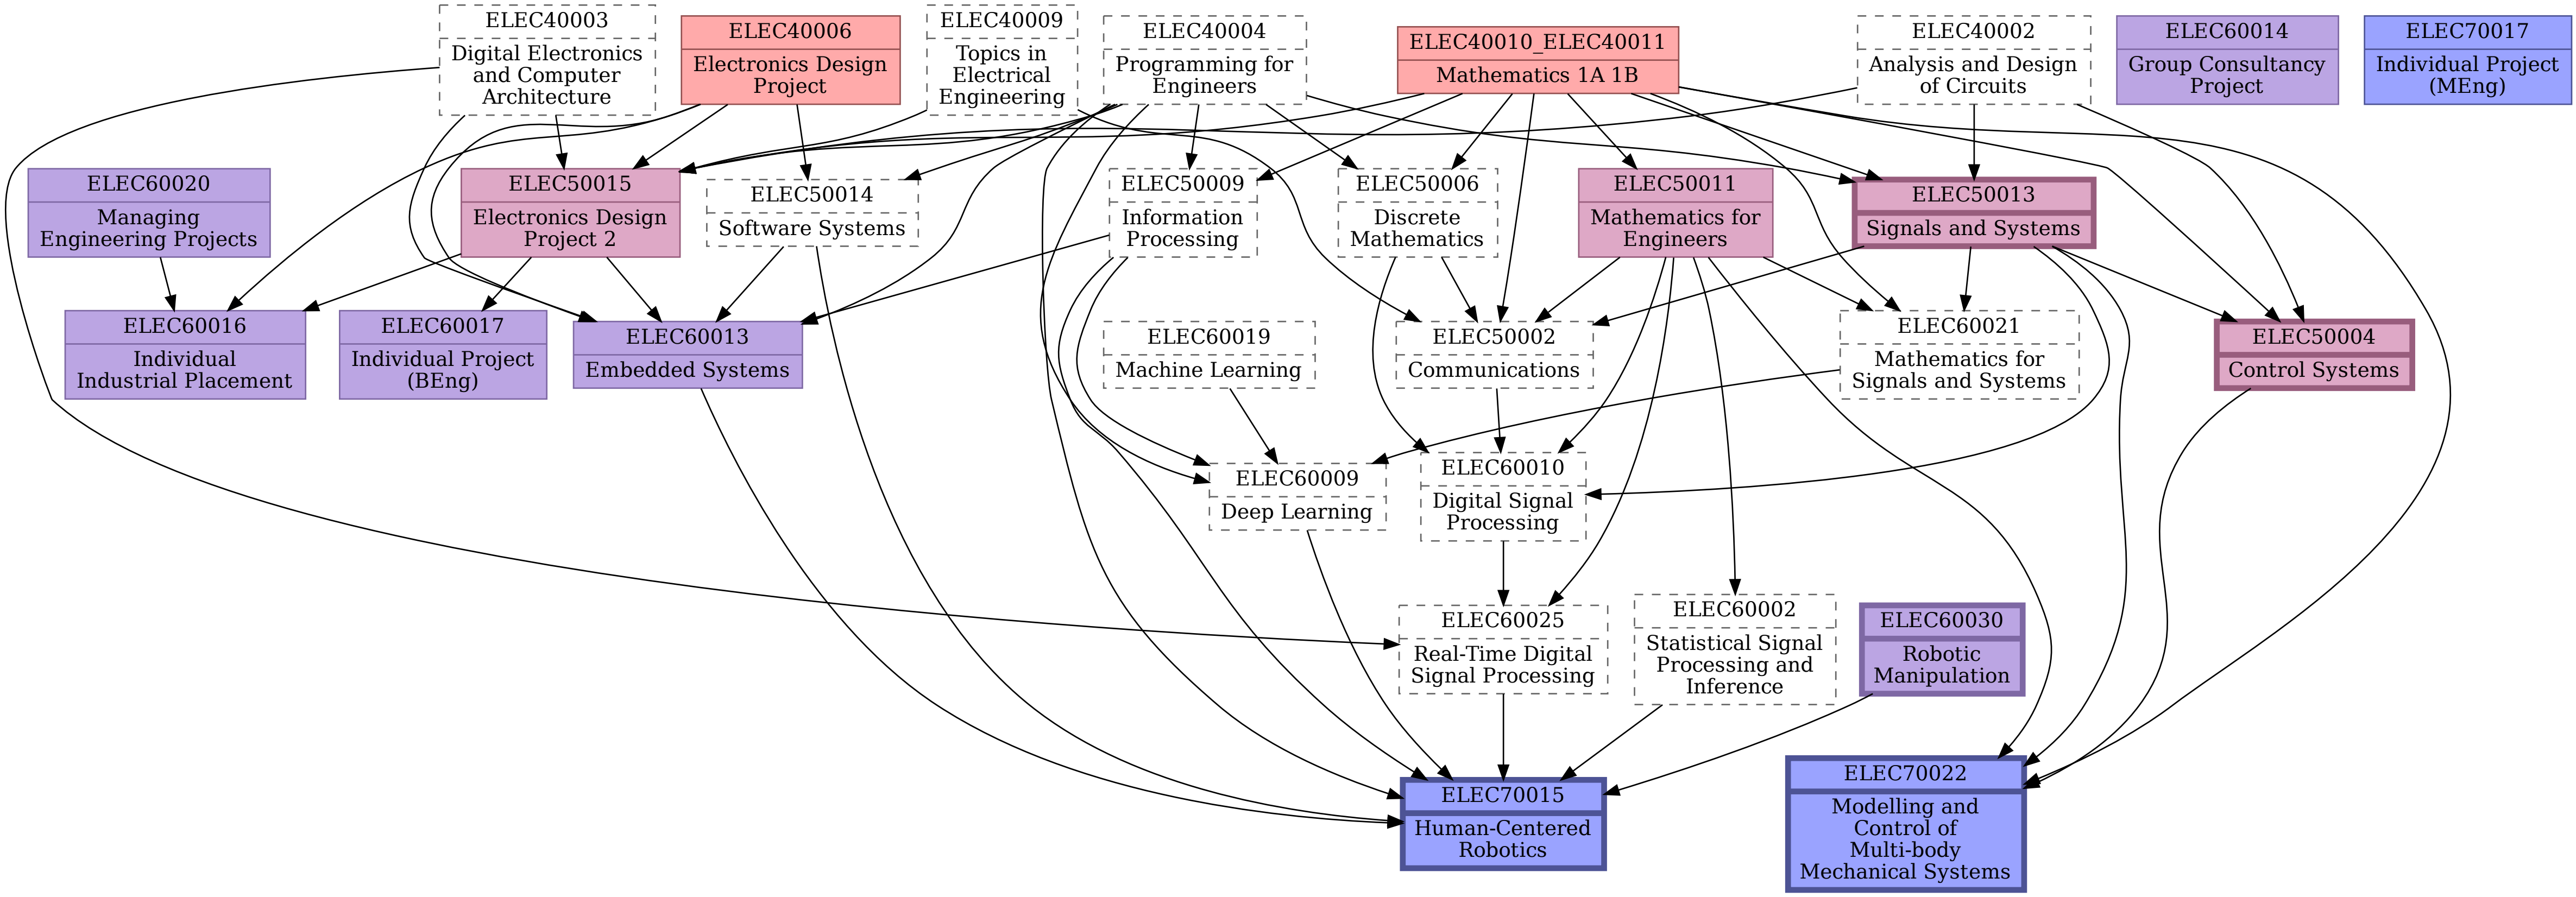 ELEC40003
Digital Electronics
and Computer
Architecture
ELEC40006
Electronics Design
Project
ELEC40009
Topics in
Electrical
Engineering
ELEC40004
Programming for
Engineers
ELEC40010_ELEC40011
Mathematics 1A 1B
ELEC40002
Analysis and Design
of Circuits
ELEC60014
Group Consultancy
Project
ELEC70017
Individual Project
(MEng)
ELEC60020
Managing
Engineering Projects
ELEC50015
Electronics Design
Project 2
ELEC50014
Software Systems
ELEC50009
Information
Processing
ELEC50006
Discrete
Mathematics
ELEC50011
Mathematics for
Engineers
ELEC50013
Signals and Systems
ELEC60016
Individual
Industrial Placement
ELEC60017
Individual Project
(BEng)
ELEC60013
Embedded Systems
ELEC60019
Machine Learning
ELEC50002
Communications
ELEC60021
Mathematics for
Signals and Systems
ELEC50004
Control Systems
ELEC60009
Deep Learning
ELEC60010
Digital Signal
Processing
ELEC60025
Real-Time Digital
Signal Processing
ELEC60002
Statistical Signal
Processing and
Inference
ELEC60030
Robotic
Manipulation
ELEC70015
Human-Centered
Robotics
ELEC70022
Modelling and
Control of
Multi-body
Mechanical Systems